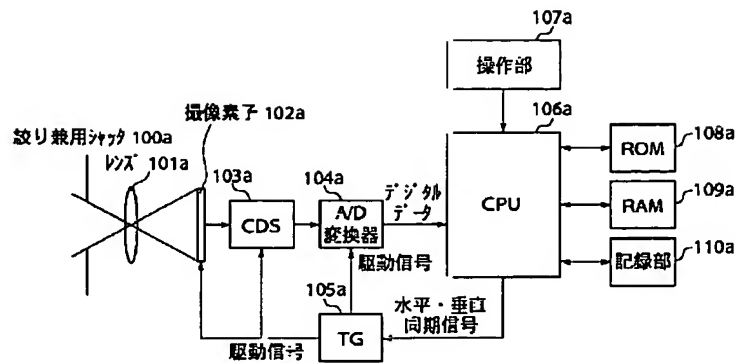 107a
操作部
撮像素子 102a
106a
絞り兼用シャッタ 100a
レンズ
101a
103a
104a
CDS
A/D
変換器
デジタル
データ
CPU
ROM
108a
RAM
109a
記録部
110a
駆動信号
105a
水平・垂直
同期信号
TG
駆動信号